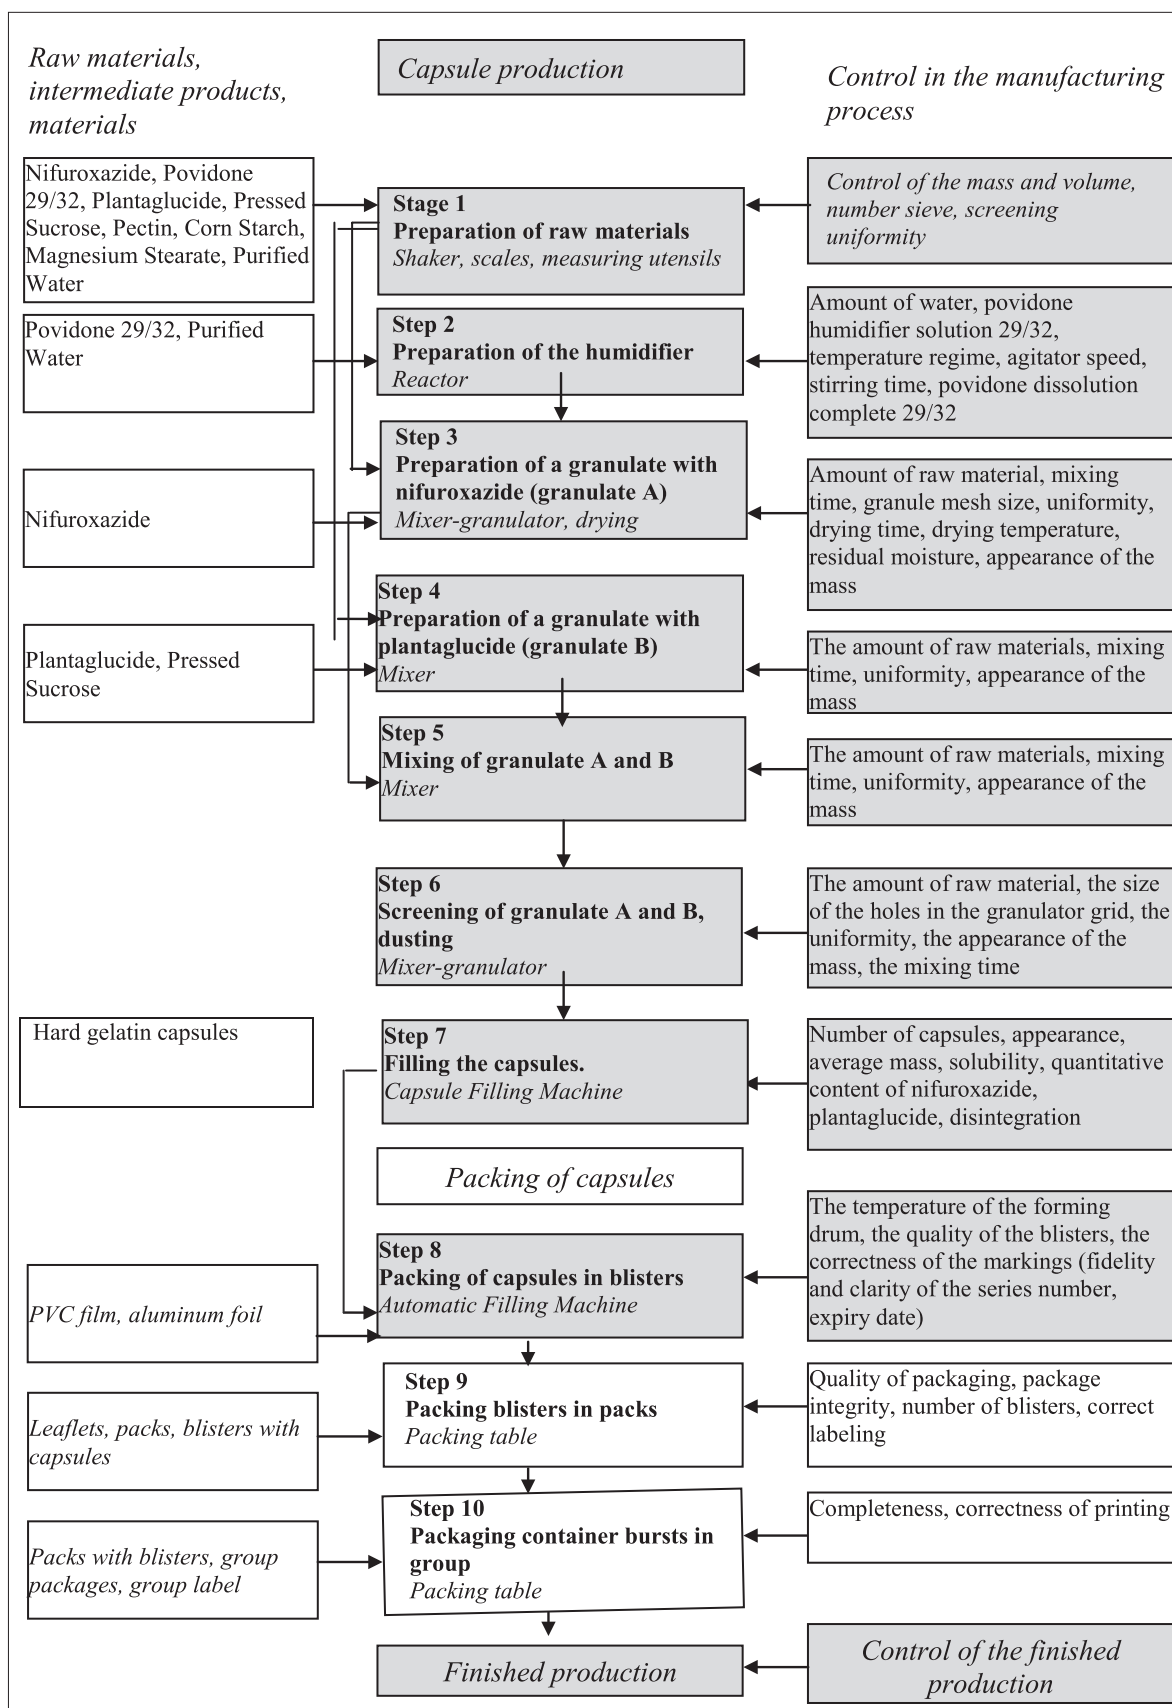 Raw materials,
intermediate products,
materials
Capsule production
Control in the manufacturing
process
Nifuroxazide, Povidone
29/32, Plantaglucide, Pressed
Sucrose, Pectin, Corn Starch,
Magnesium Stearate, Purified
Water
Stage 1
Preparation of raw materials
Shaker, scales, measuring utensils
Control of the mass and volume,
number sieve, screening
uniformity
Povidone 29/32, Purified
Water
Step 2
Preparation of the humidifier
Reactor
Amount of water, povidone
humidifier solution 29/32,
temperature regime, agitator speed,
stirring time, povidone dissolution
complete 29/32
Nifuroxazide
Step 3
Preparation of a granulate with
nifuroxazide (granulate A)
Mixer-granulator, drying
Amount of raw material, mixing
time, granule mesh size, uniformity,
drying time, drying temperature,
residual moisture, appearance of the
mass
Plantaglucide, Pressed
Sucrose
Step 4
Preparation of a granulate with
plantaglucide (granulate B)
Mixer
The amount of raw materials, mixing
time, uniformity, appearance of the
mass
Step 5
Mixing of granulate A and B
Mixer
The amount of raw materials, mixing
time, uniformity, appearance of the
mass
Step 6
Screening of granulate A and B,
dusting
Mixer-granulator
The amount of raw material, the size
of the holes in the granulator grid, the
uniformity, the appearance of the
mass, the mixing time
Hard gelatin capsules
Step 7
Filling the capsules.
Capsule Filling Machine
Number of capsules, appearance,
average mass, solubility, quantitative
content of nifuroxazide,
plantaglucide, disintegration
Packing of capsules
PVC film, aluminum foil
Step 8
Packing of capsules in blisters
Automatic Filling Machine
The temperature of the forming
drum, the quality of the blisters, the
correctness of the markings (fidelity
and clarity of the series number,
expiry date)
Leaflets, packs, blisters with
capsules
Step 9
Packing blisters in packs
Packing table
Quality of packaging, package
integrity, number of blisters, correct
labeling
Packs with blisters, group
packages, group label
Step 10
Packaging container bursts in
group
Packing table
Completeness, correctness of printing
Finished production
Control of the finished
production